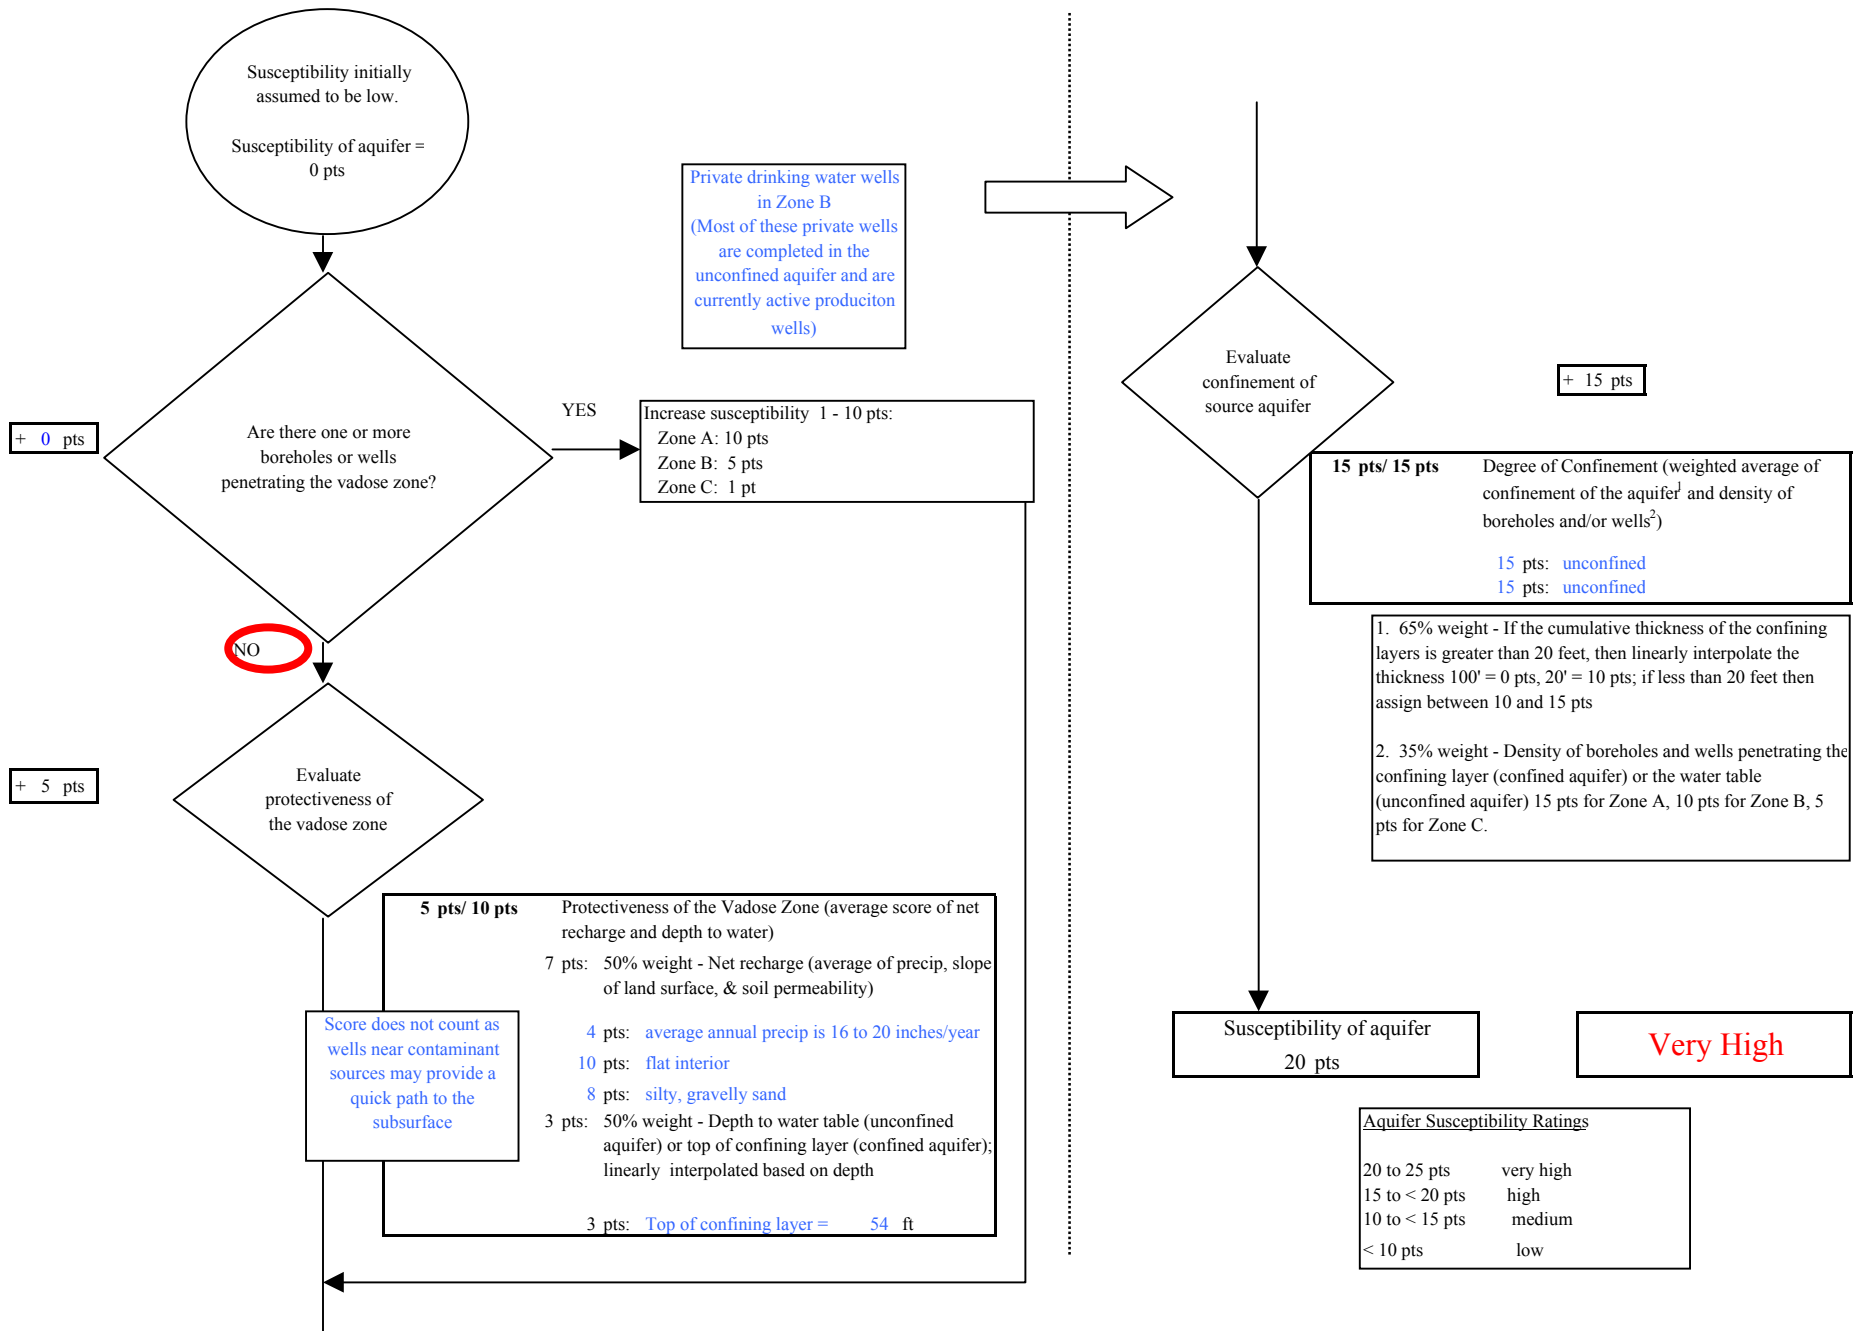 Susceptibility initially
assumed to be low.
Susceptibility of aquifer =
0 pts
Private drinking water wells
in Zone B
(Most of these private wells
are completed in the
unconfined aquifer and are
currently active produciton
wells)
+ 0 pts
Are there one or more
boreholes or wells
penetrating the vadose zone?
YES
Increase susceptibility 1 - 10 pts:
Zone A: 10 pts
Zone B: 5 pts
Zone C: 1 pt
NO
+ 5 pts
Evaluate
protectiveness of
the vadose zone
5 pts/ 10 pts Protectiveness of the Vadose Zone (average score of net
recharge and depth to water)
7 pts: 50% weight - Net recharge (average of precip, slope
of land surface, & soil permeability)
4 pts: average annual precip is 16 to 20 inches/year
10 pts: flat interior
8 pts: silty, gravelly sand
3 pts: 50% weight - Depth to water table (unconfined
aquifer) or top of confining layer (confined aquifer);
linearly interpolated based on depth
3 pts: Top of confining layer = 54 ft
Score does not count as
wells near contaminant
sources may provide a
quick path to the
subsurface
Evaluate
confinement of
source aquifer
+ 15 pts
15 pts/ 15 pts Degree of Confinement (weighted average of
confinement of the aquifer1 and density of
boreholes and/or wells2)
15 pts: unconfined
15 pts: unconfined
1. 65% weight - If the cumulative thickness of the confining
layers is greater than 20 feet, then linearly interpolate the
thickness 100' = 0 pts, 20' = 10 pts; if less than 20 feet then
assign between 10 and 15 pts
2. 35% weight - Density of boreholes and wells penetrating the
confining layer (confined aquifer) or the water table
(unconfined aquifer) 15 pts for Zone A, 10 pts for Zone B, 5
pts for Zone C.
Susceptibility of aquifer
20 pts
Very High
Aquifer Susceptibility Ratings
20 to 25 pts very high
15 to < 20 pts high
10 to < 15 pts medium
< 10 pts low